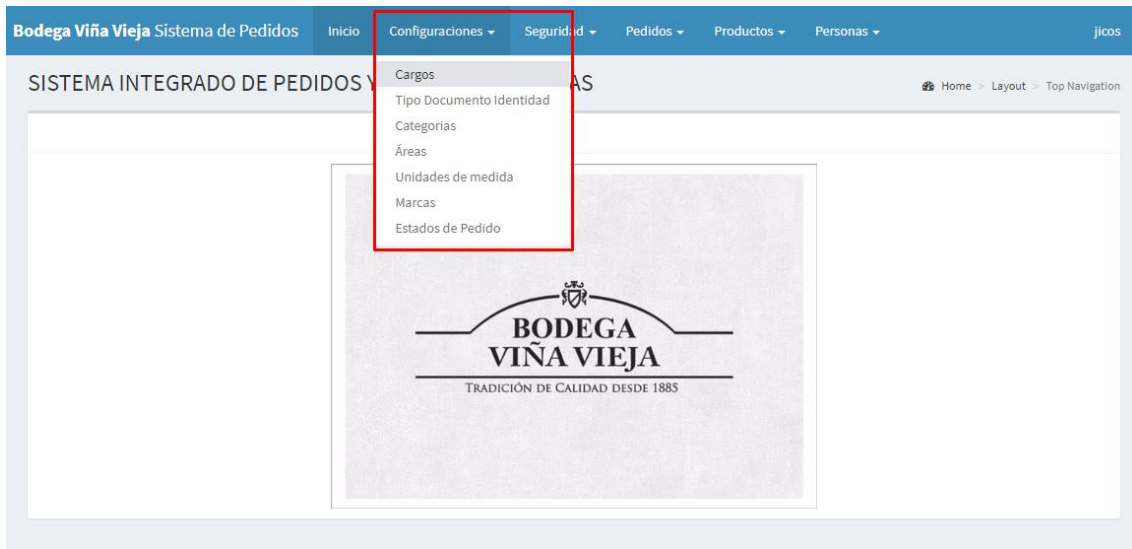 Bodega Viña Vieja Sistema de Pedidos Inicio Configuraciones Seguridad Pedidos Productos Personas jicos
SISTEMA INTEGRADO DE PEDIDOS Y AS Home > Layout > Top Navigation
Cargos
Tipo Documento Identidad
Categorias
Áreas
Unidades de medida
Marcas
Estados de Pedido
BODEGA
VIÑA VIEJA
TRADICIÓN DE CALIDAD DESDE 1885